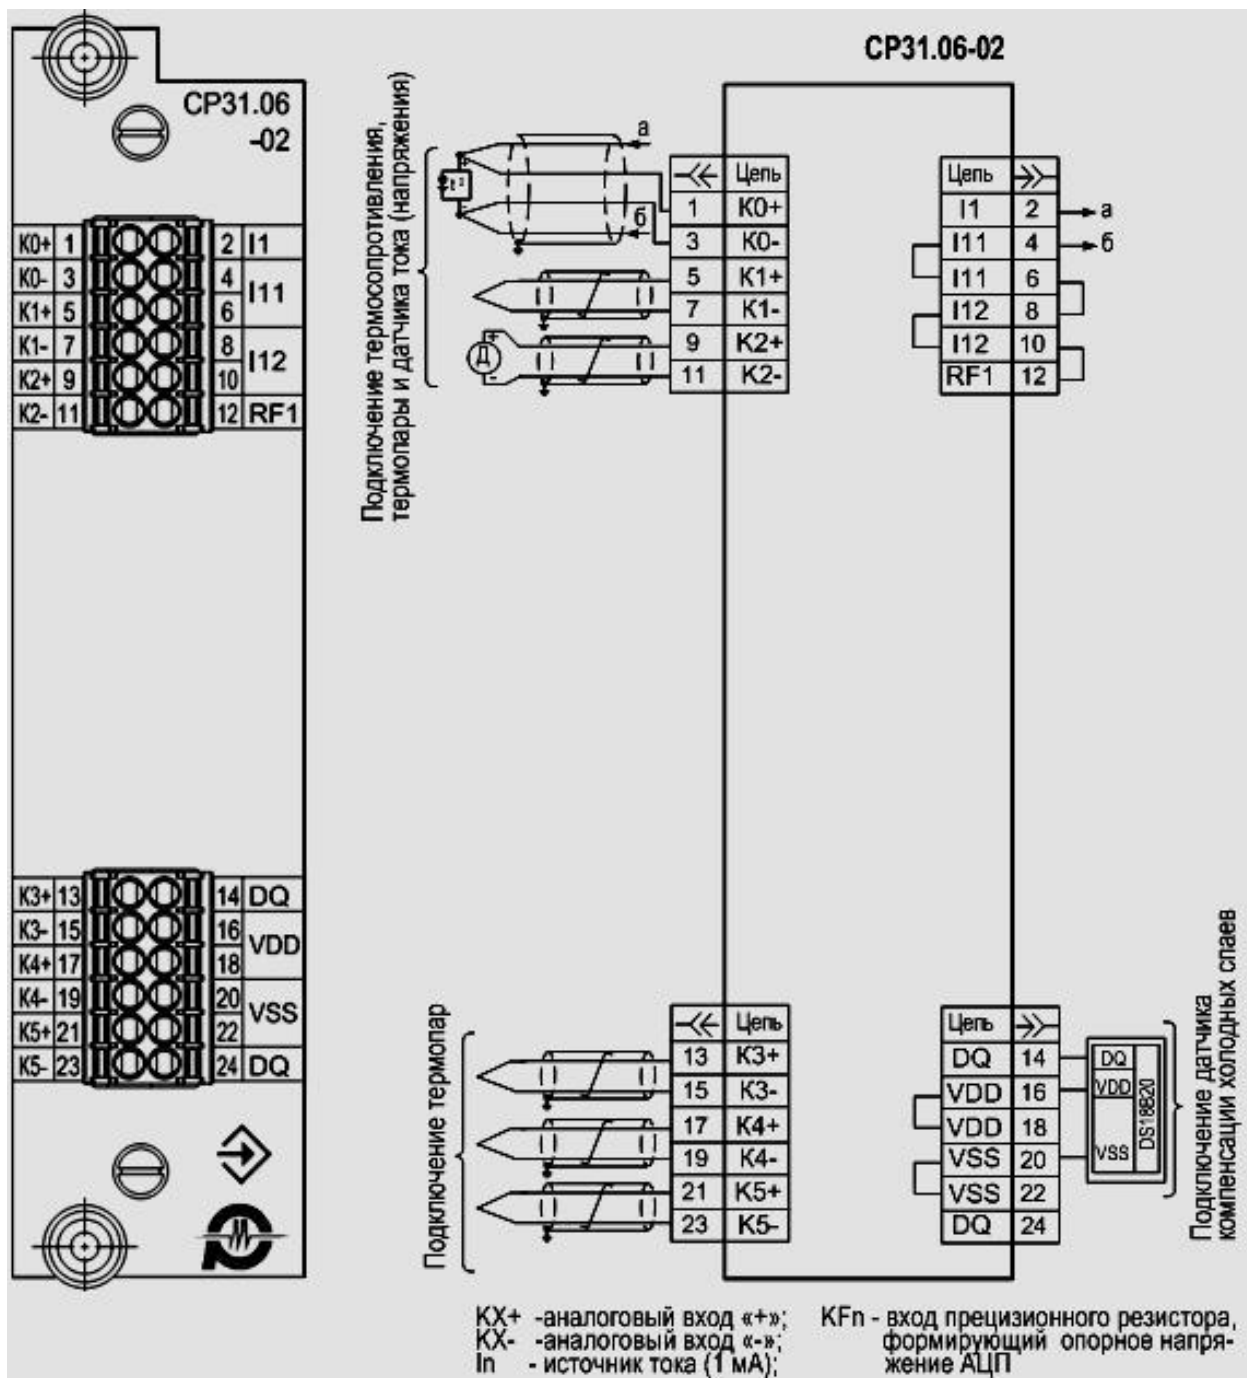 CP31.06
-02
K0+ 1 2 I1
K0- 3 4 I11
K1+ 5 6
K1- 7 8 I12
K2+ 9 10
K2- 11 12 RF1
K3+ 13 14 DQ
K3- 15 16 VDD
K4+ 17 18
K4- 19 20 VSS
K5+ 21 22
K5- 23 24 DQ
CP31.06-02
Подключение термосопротивления,
термопары и датчика тока (напряжения)
а
+
-
б
+
Д
-
Цепь
1 K0+
3 K0-
5 K1+
7 K1-
9 K2+
11 K2-
Цепь
I1 2 а
I11 4 б
I11 6
I12 8
I12 10
RF1 12
Подключение термопар
Цепь
13 K3+
15 K3-
17 K4+
19 K4-
21 K5+
23 K5-
Цепь
DQ 14
VDD 16
VDD 18
VSS 20
VSS 22
DQ 24
DQ
VDD
VSS
DS18B20
Подключение датчика
компенсации холодных спаев
KX+ -аналоговый вход «+»;
KX- -аналоговый вход «-»;
In - источник тока (1 мА);
KFn - вход прецизионного резистора,
формирующий опорное напря-
жение АЦП